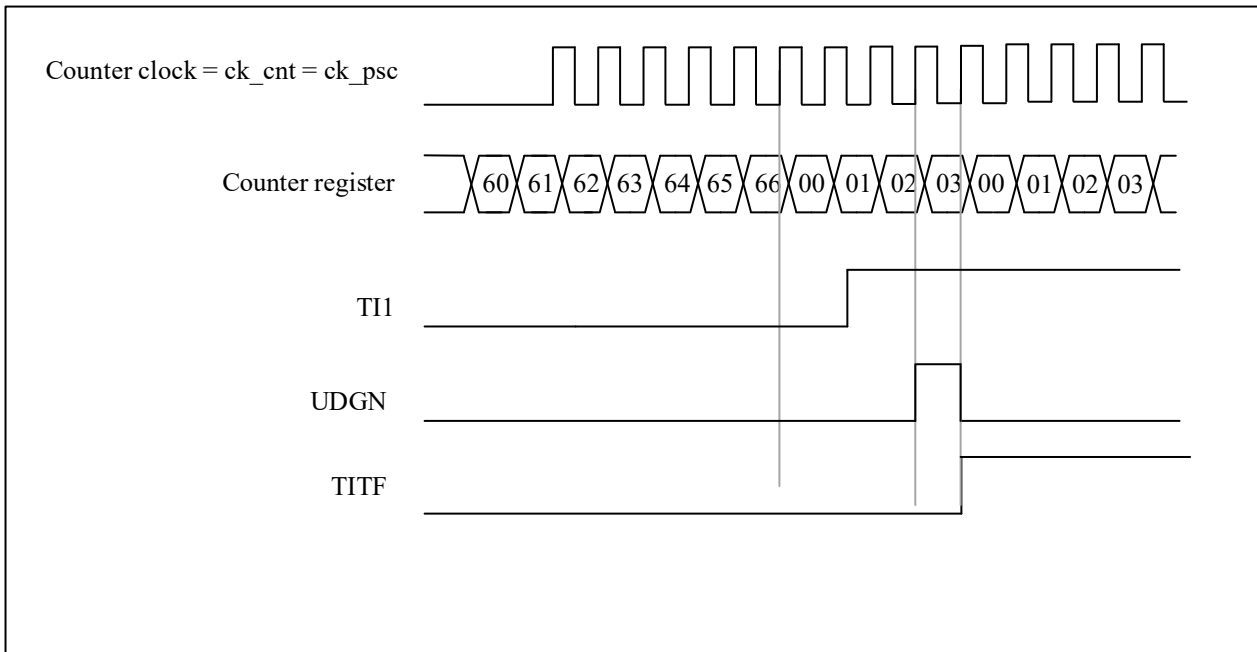 Counter clock = ck_cnt = ck_psc
Counter register
60 61 62 63 64 65 66 00 01 02 03 00 01 02 03
TI1
UDGN
TITF